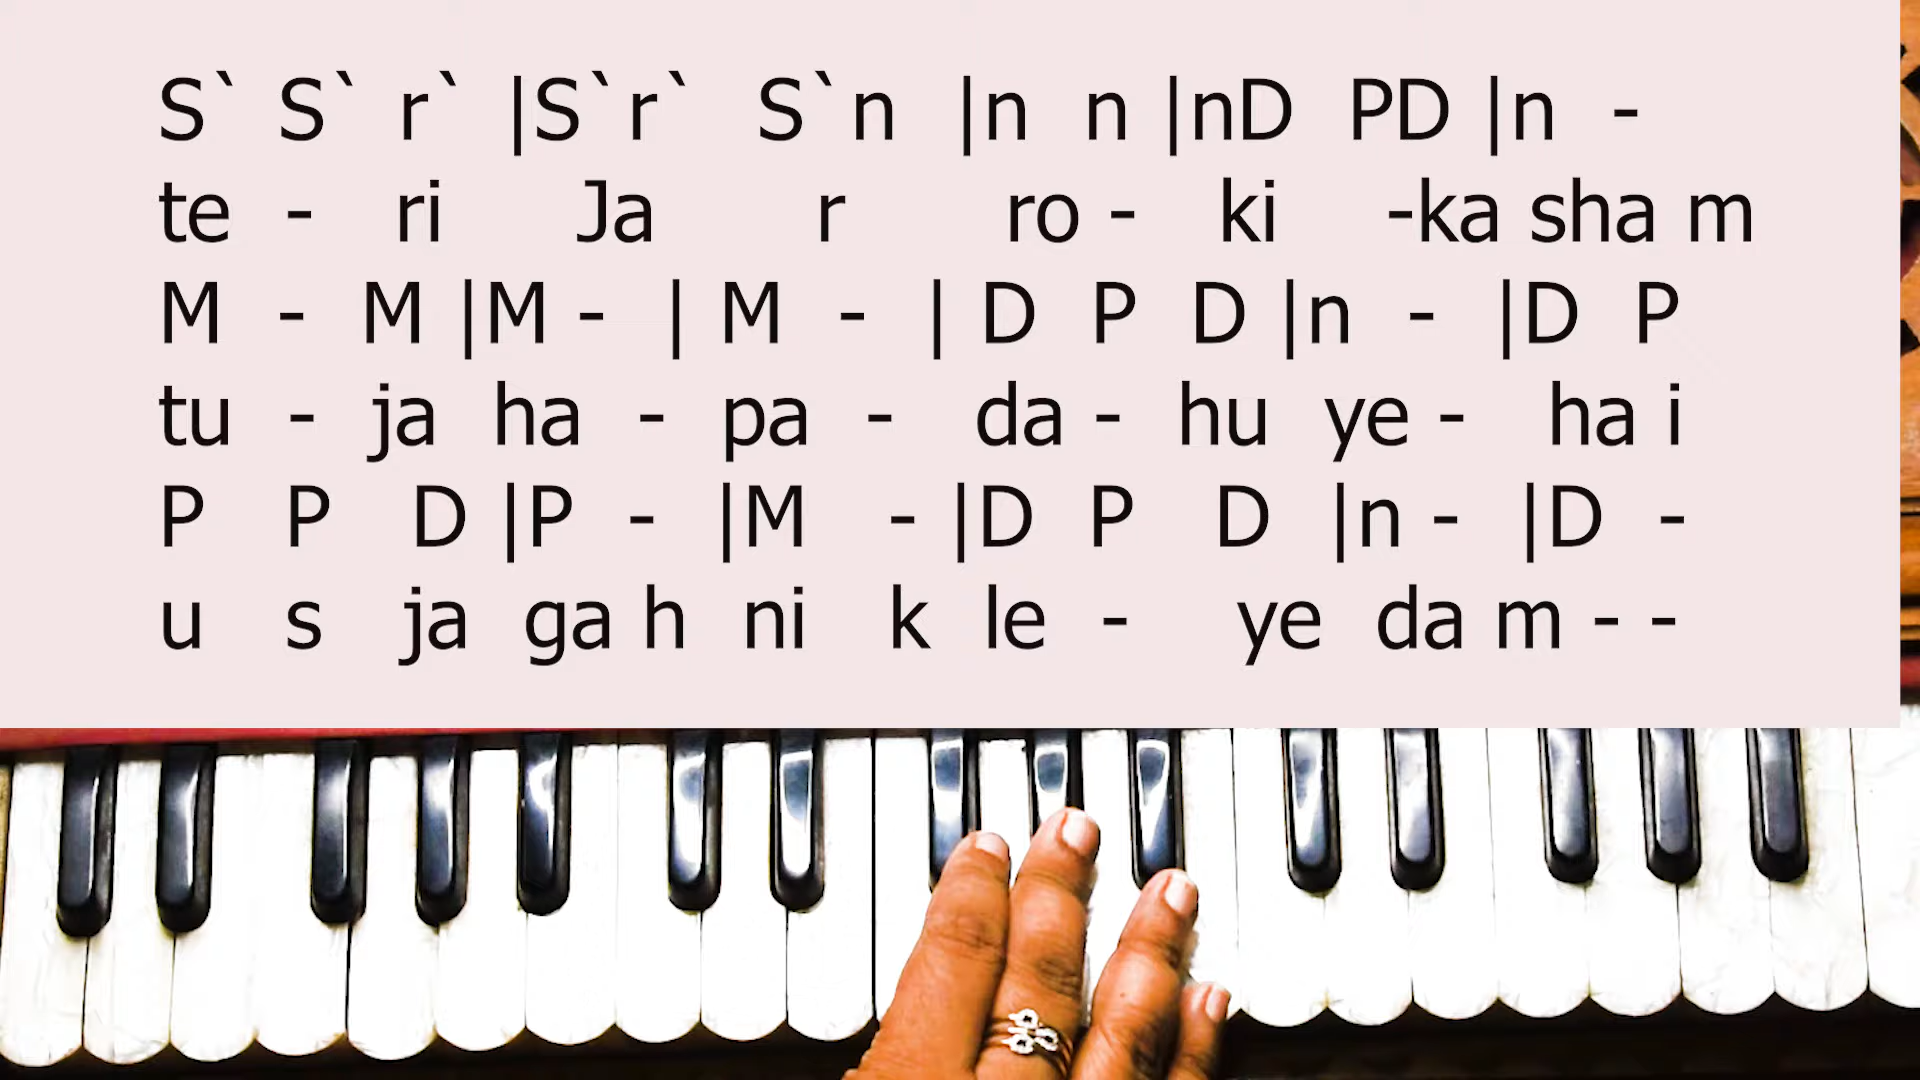 S` S` r` |S`r` S`n |n n |nD PD |n -
te - ri Ja r ro - ki -ka sha m
M - M |M - | M - | D P D |n - |D P
tu - ja ha - pa - da - hu ye - ha i
P P D |P - |M - |D P D |n - |D -
u s ja ga h ni k le - ye da m - -